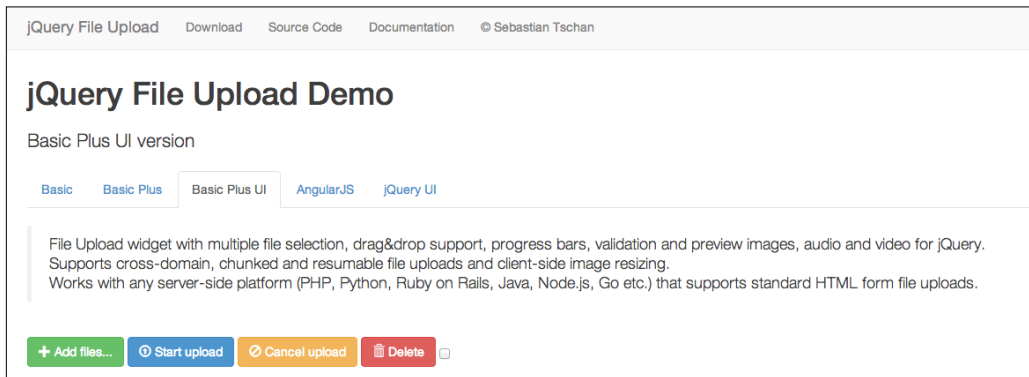 jQuery File Upload Download Source Code Documentation © Sebastian Tschan
jQuery File Upload Demo
Basic Plus UI version
Basic Basic Plus Basic Plus UI AngularJS jQuery UI
File Upload widget with multiple file selection, drag&drop support, progress bars, validation and preview images, audio and video for jQuery.
Supports cross-domain, chunked and resumable file uploads and client-side image resizing.
Works with any server-side platform (PHP, Python, Ruby on Rails, Java, Node.js, Go etc.) that supports standard HTML form file uploads.
+ Add files... Start upload Cancel upload Delete